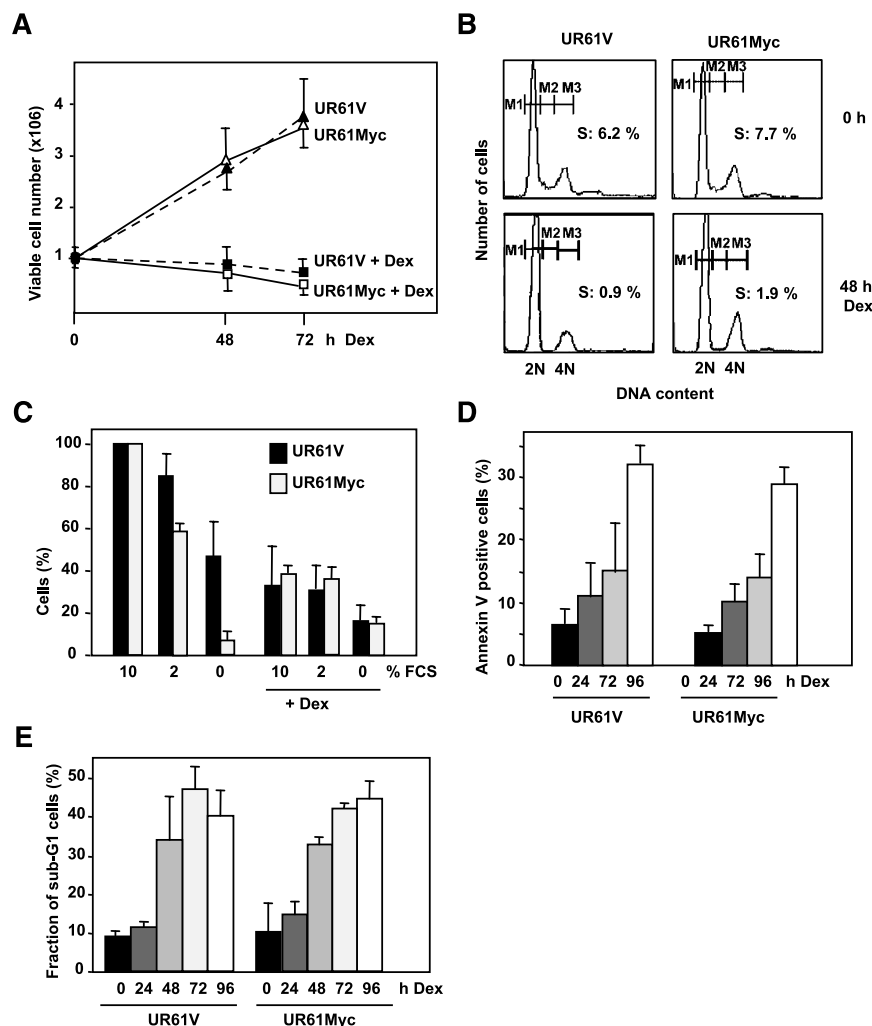 A
Viable cell number (x106)
4
3
2
1
UR61V
UR61Myc
UR61V + Dex
UR61Myc + Dex
0 48 72 h Dex
B
UR61V UR61Myc
Number of cells
M1 M2 M3
S: 6.2 %
M1 M2 M3
S: 7.7 %
0 h
M1 M2 M3
S: 0.9 %
M1 M2 M3
S: 1.9 %
48 h
Dex
2N 4N 2N 4N
DNA content
C
Cells (%)
100
80
60
40
20
0
UR61V
UR61Myc
10 2 0 10 2 0 % FCS
+ Dex
D
Annexin V positive cells (%)
30
20
10
0
0 24 72 96 0 24 72 96 h Dex
UR61V UR61Myc
E
Fraction of sub-G1 cells (%)
50
40
30
20
10
0
0 24 48 72 96 0 24 48 72 96 h Dex
UR61V UR61Myc